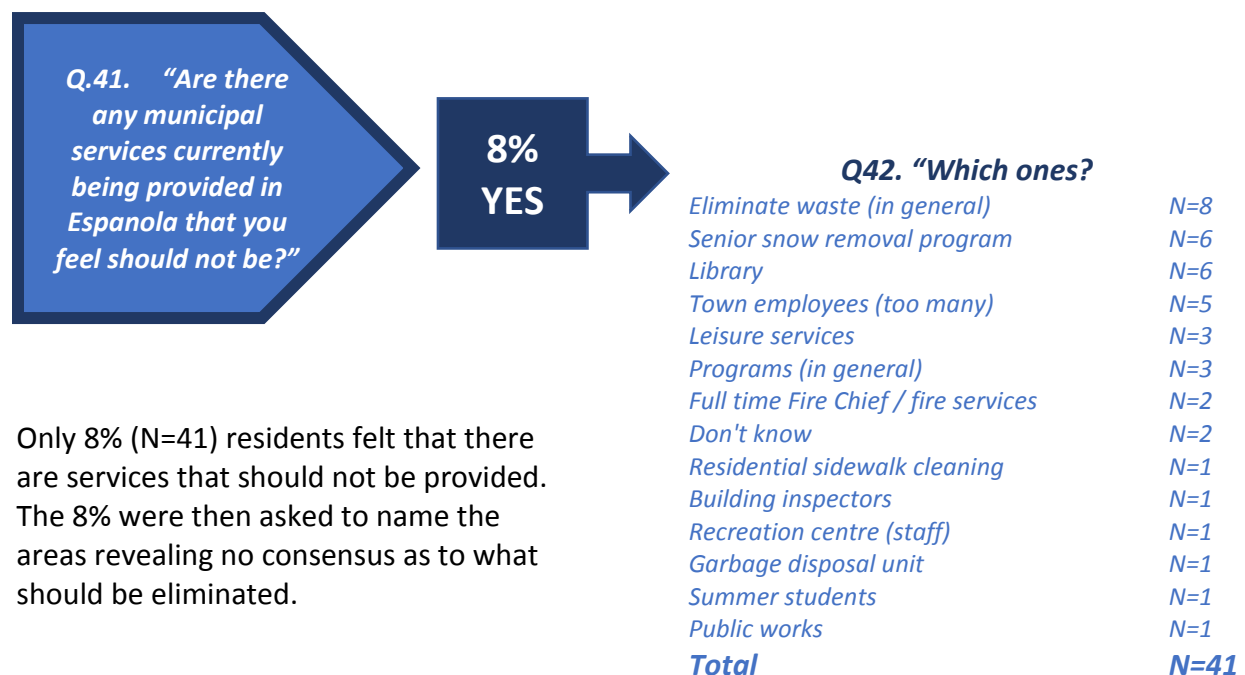 Q.41. “Are there
any municipal
services currently
being provided in
Espanola that you
feel should not be?”
8%
YES
Q42. “Which ones?
Eliminate waste (in general) N=8
Senior snow removal program N=6
Library N=6
Town employees (too many) N=5
Leisure services N=3
Programs (in general) N=3
Full time Fire Chief / fire services N=2
Don't know N=2
Residential sidewalk cleaning N=1
Building inspectors N=1
Recreation centre (staff) N=1
Garbage disposal unit N=1
Summer students N=1
Public works N=1
Total N=41
Only 8% (N=41) residents felt that there
are services that should not be provided.
The 8% were then asked to name the
areas revealing no consensus as to what
should be eliminated.